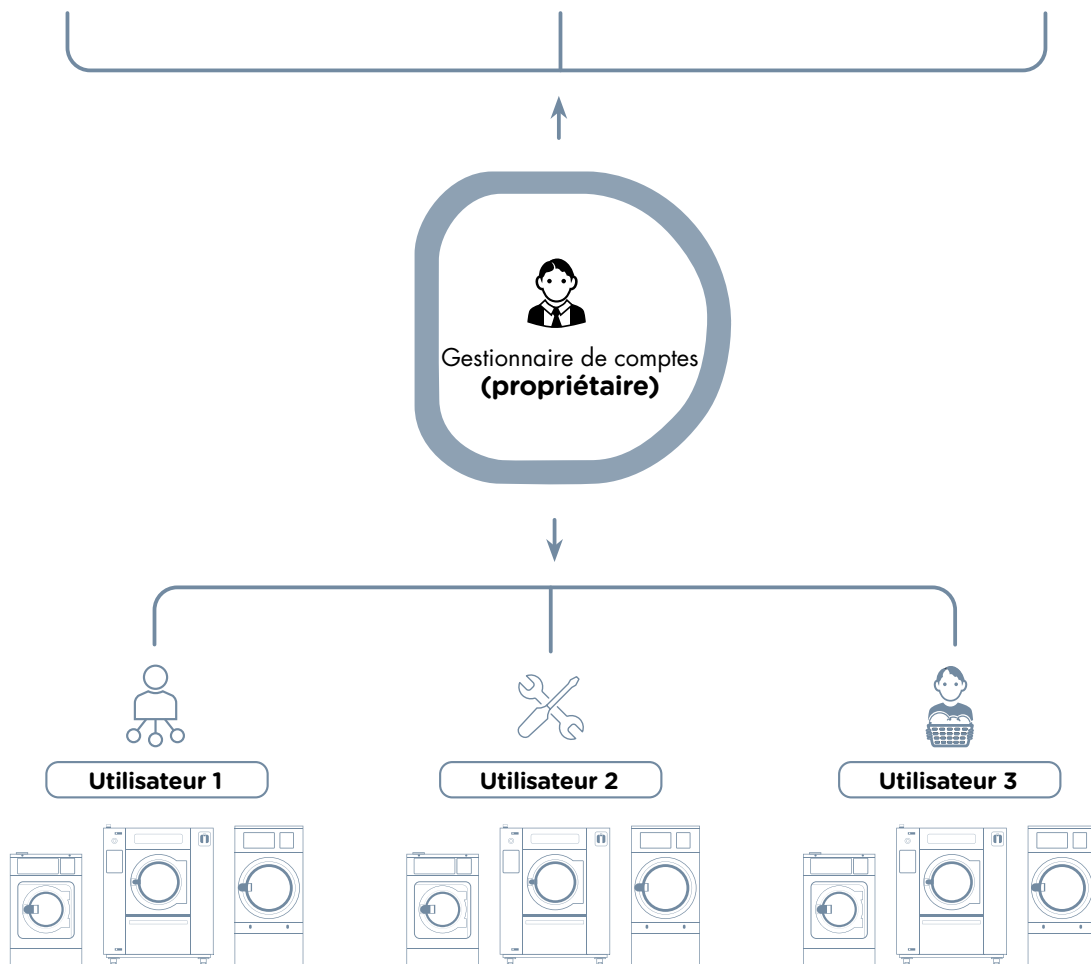 Gestionnaire de comptes
(propriétaire)
Utilisateur 1
Utilisateur 2
Utilisateur 3